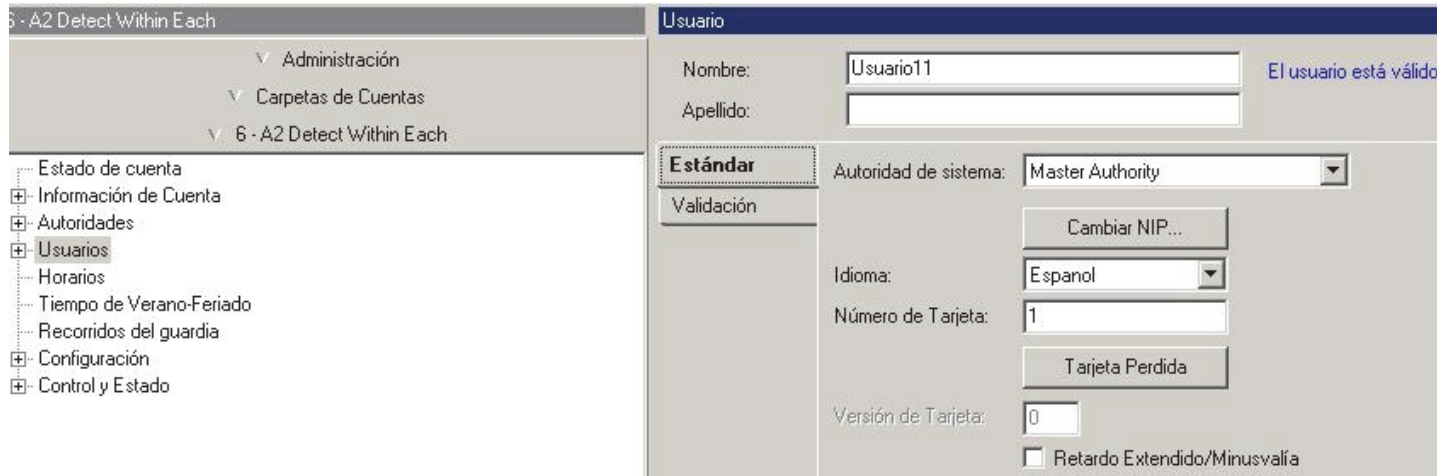 6 - A2 Detect Within Each
Administración
Carpetas de Cuentas
6 - A2 Detect Within Each
Estado de cuenta
Información de Cuenta
Autoridades
Usuarios
Horarios
Tiempo de Verano-Feriado
Recorridos del guardia
Configuración
Control y Estado
Usuario
Nombre: Usuario11 El usuario está válido
Apellido:
Estándar
Validación
Autoridad de sistema: Master Authority
Cambiar NIP...
Idioma: Espanol
Número de Tarjeta: 1
Tarjeta Perdida
Versión de Tarjeta: 0
Retardo Extendido/Minusvalía